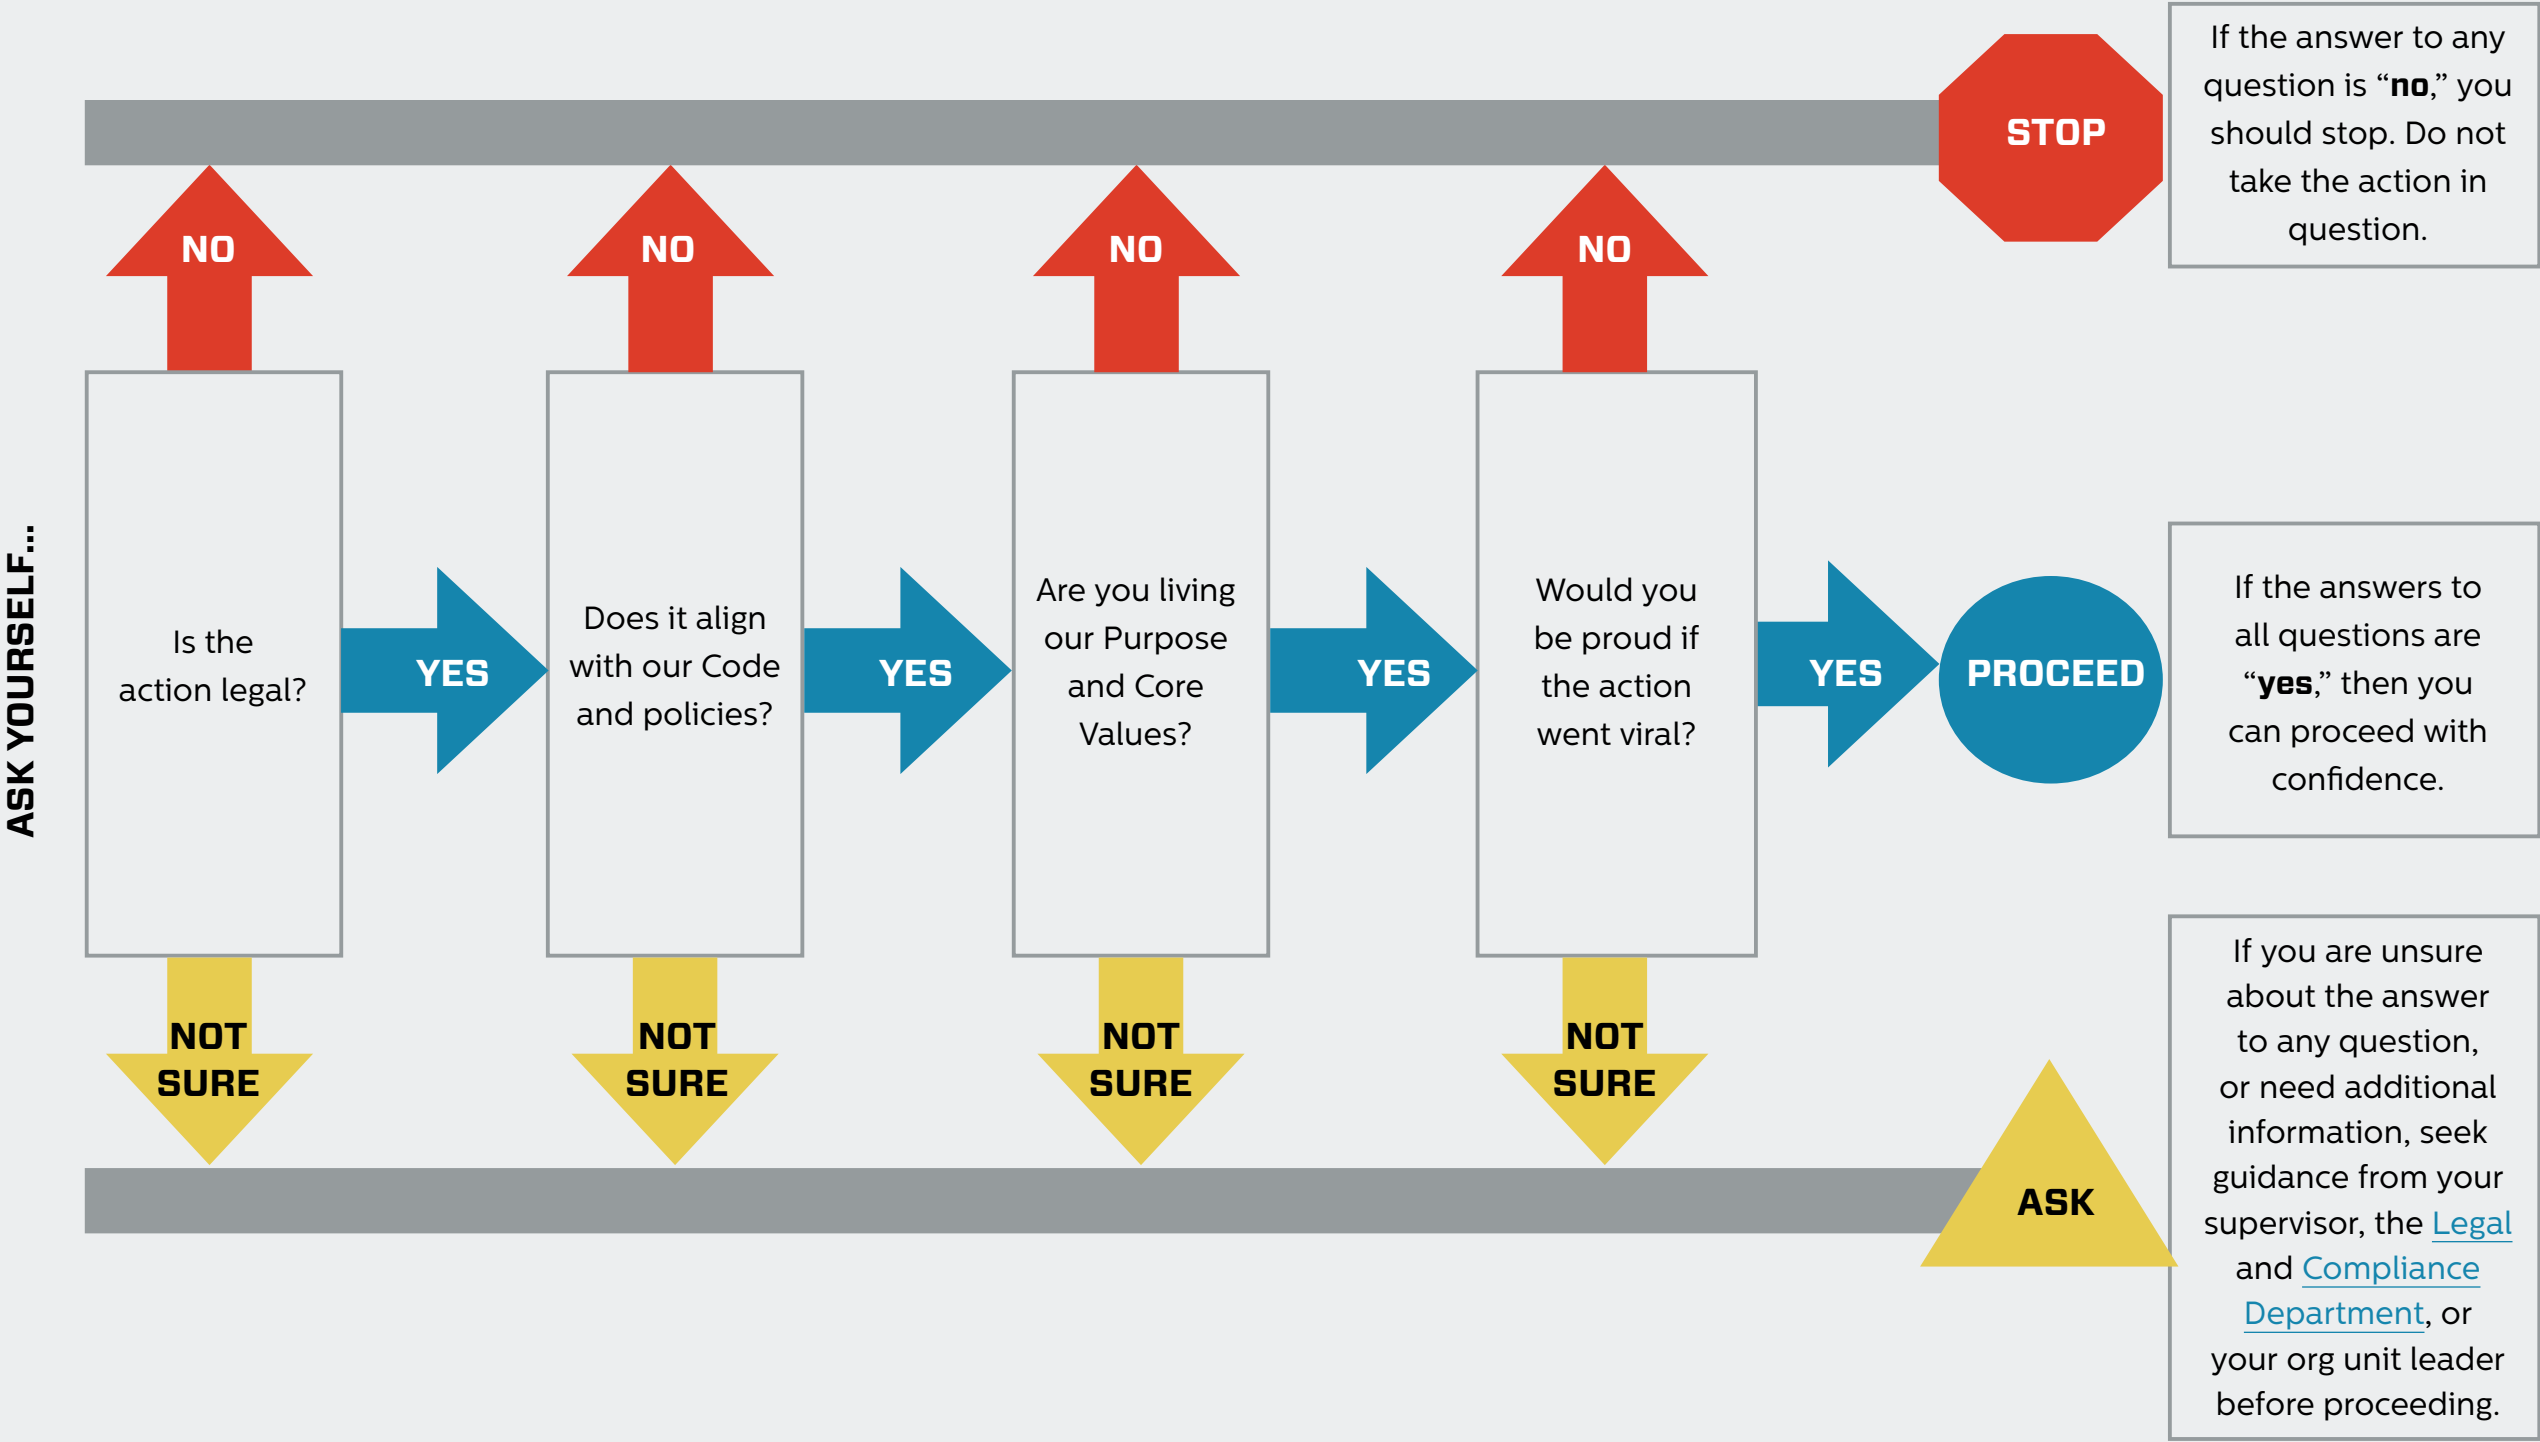 ASK YOURSELF...
STOP
If the answer to any
question is “no,” you
should stop. Do not
take the action in
question.
NO
NO
NO
NO
Is the
action legal?
YES
Does it align
with our Code
and policies?
YES
Are you living
our Purpose
and Core
Values?
YES
Would you
be proud if
the action
went viral?
YES
PROCEED
If the answers to
all questions are
“yes,” then you
can proceed with
confidence.
NOT
SURE
NOT
SURE
NOT
SURE
NOT
SURE
ASK
If you are unsure
about the answer
to any question,
or need additional
information, seek
guidance from your
supervisor, the Legal
and Compliance
Department, or
your org unit leader
before proceeding.